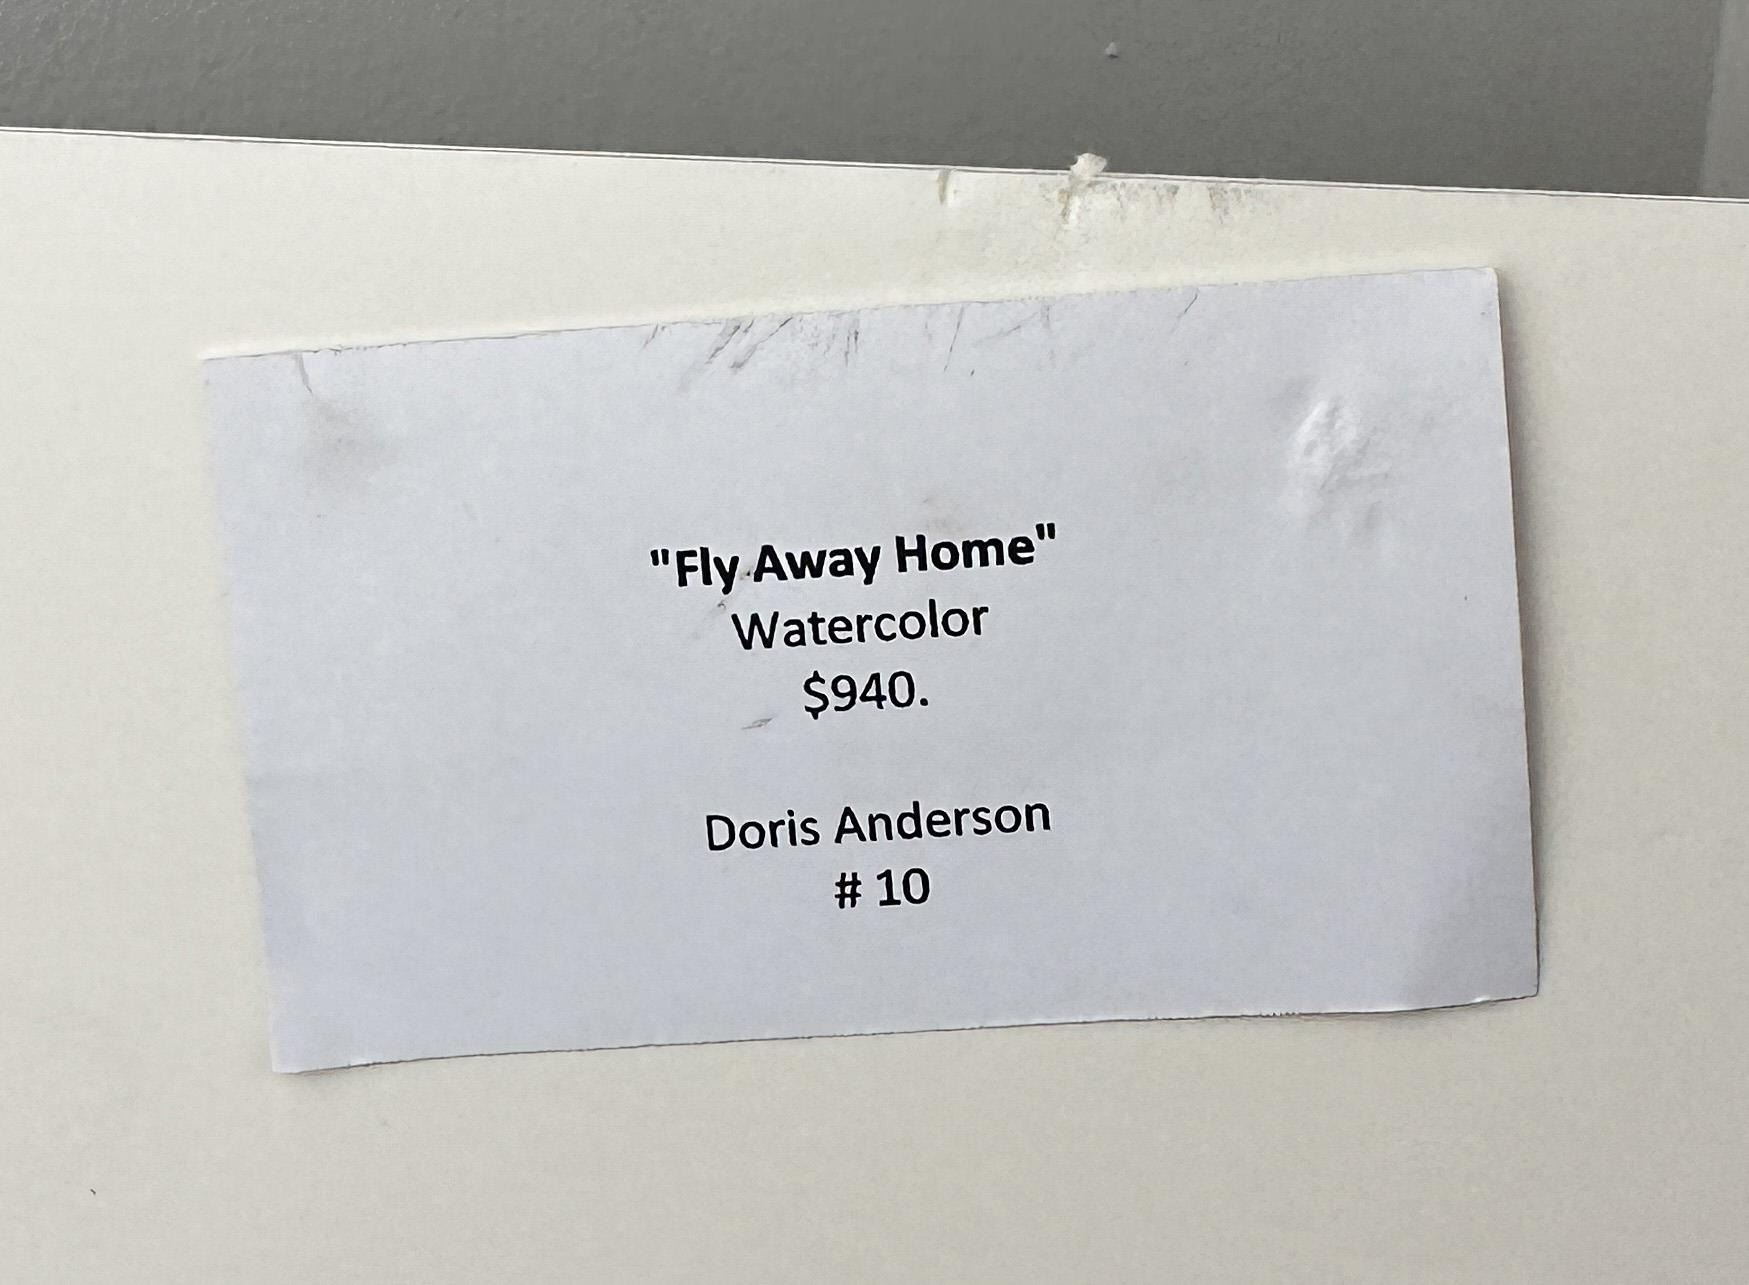 "Fly Away Home"
Watercolor
$940.
Doris Anderson
# 10